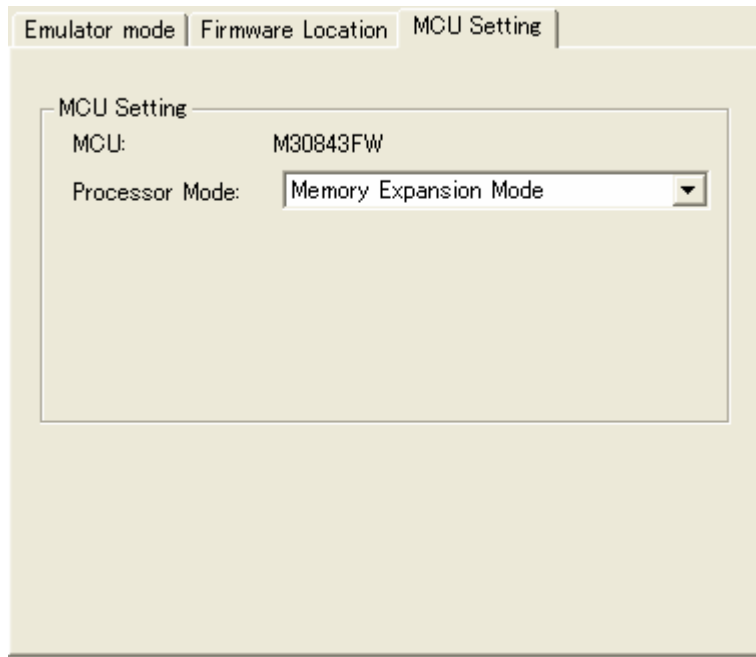 Emulator mode Firmware Location MCU Setting
MCU Setting
MCU: M30843FW
Processor Mode: Memory Expansion Mode